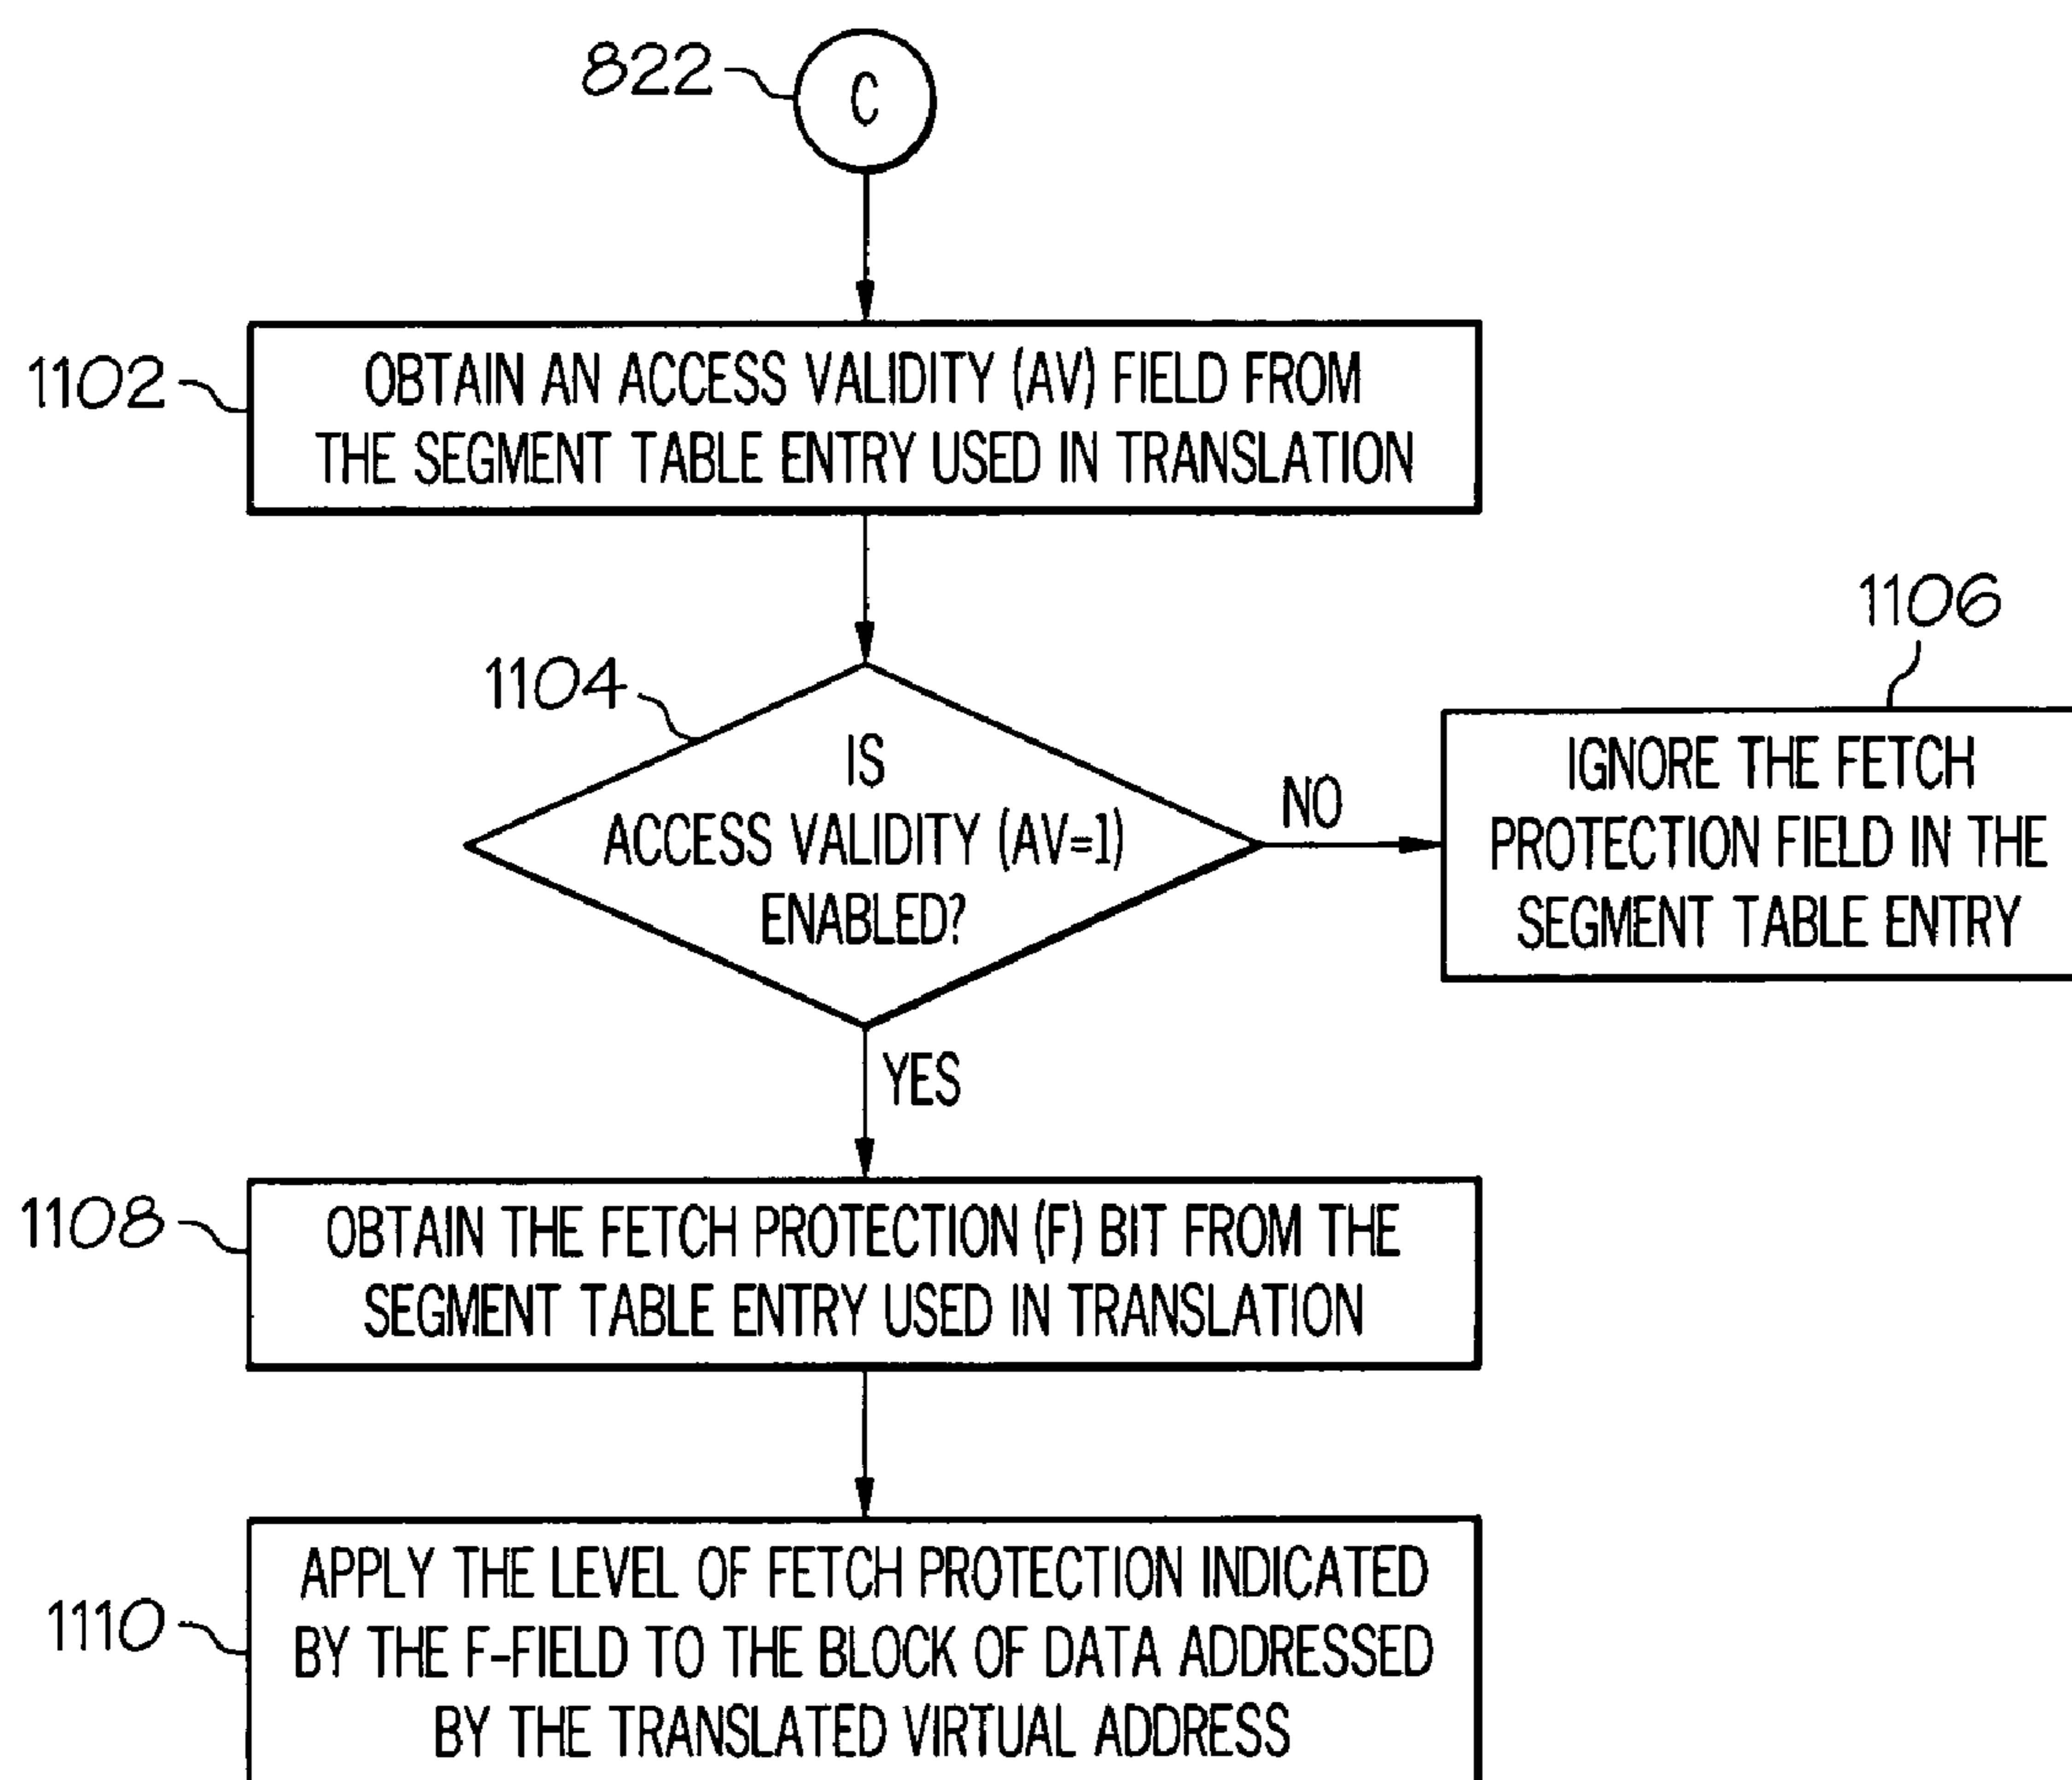 822
C
1102
OBTAIN AN ACCESS VALIDITY (AV) FIELD FROM
THE SEGMENT TABLE ENTRY USED IN TRANSLATION
1104
IS
ACCESS VALIDITY (AV=1)
ENABLED?
NO
1106
IGNORE THE FETCH
PROTECTION FIELD IN THE
SEGMENT TABLE ENTRY
YES
1108
OBTAIN THE FETCH PROTECTION (F) BIT FROM THE
SEGMENT TABLE ENTRY USED IN TRANSLATION
1110
APPLY THE LEVEL OF FETCH PROTECTION INDICATED
BY THE F-FIELD TO THE BLOCK OF DATA ADDRESSED
BY THE TRANSLATED VIRTUAL ADDRESS